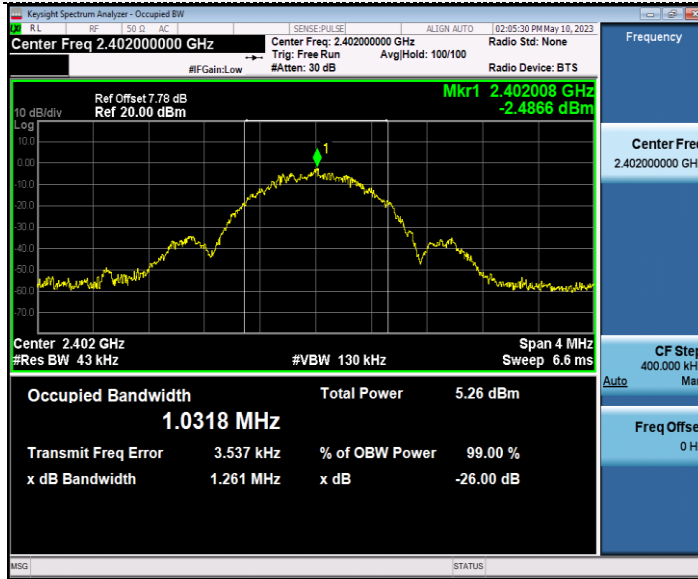 Keysight Spectrum Analyzer - Occupied BW
LXI RL RF 50 Ω AC SENSE:PULSE ALIGN AUTO 02:05:30 PM May 10, 2023
Center Freq 2.402000000 GHz
Center Freq: 2.402000000 GHz
Radio Std: None
Trig: Free Run Avg|Hold: 100/100
#IFGain:Low #Atten: 30 dB Radio Device: BTS
Ref Offset 7.78 dB
Ref 20.00 dBm
10 dB/div
Log
Mkr1 2.402008 GHz
-2.4866 dBm
10.0
0.00
-10.0
-20.0
-30.0
-40.0
-50.0
-60.0
-70.0
1
Center 2.402 GHz Span 4 MHz
#Res BW 43 kHz #VBW 130 kHz Sweep 6.6 ms
Occupied Bandwidth Total Power 5.26 dBm
1.0318 MHz
Transmit Freq Error 3.537 kHz % of OBW Power 99.00 %
x dB Bandwidth 1.261 MHz x dB -26.00 dB
MSG STATUS
Frequency
Center Fre
2.402000000 GH
CF Step
400.000 kH
Auto Ma
Freq Offse
0 H